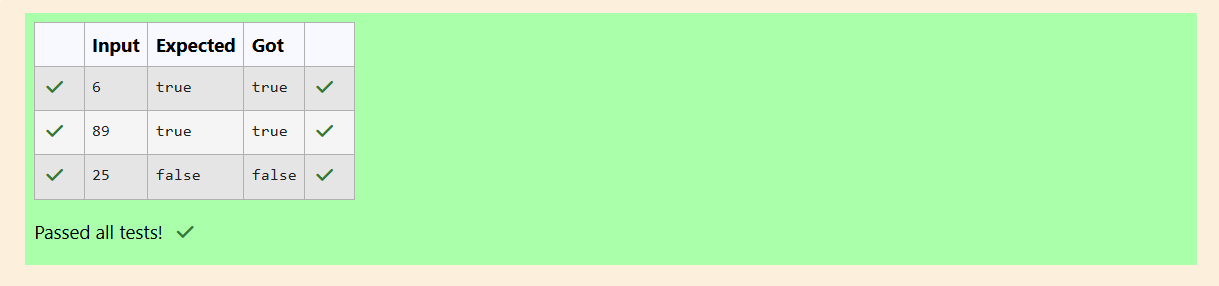 Input Expected Got
6 true true
89 true true
25 false false
Passed all tests!